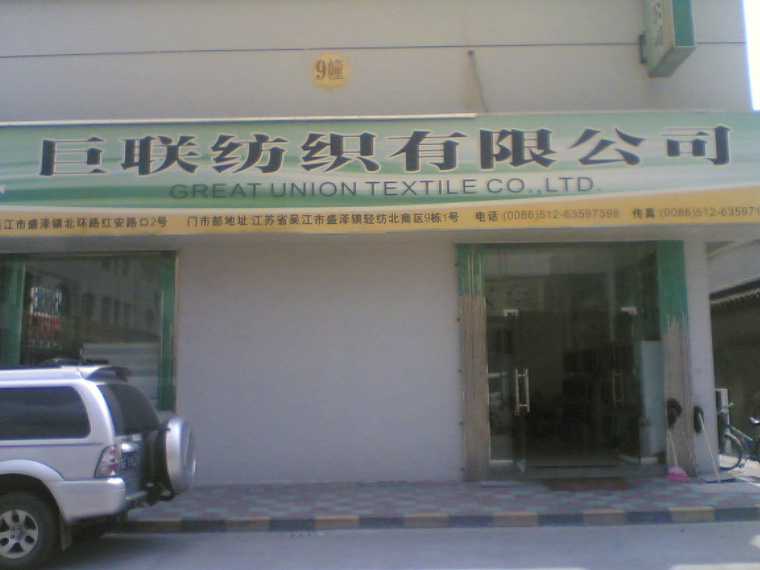 9幢
巨联纺织有限公司
GREAT UNION TEXTILE CO.,LTD.
江市盛泽镇北环路红安路口2号 门市部地址 江苏省吴江市盛泽镇轻纺北商区9栋1号 电话 (0086)512-63597399 传真 (0086)512-635971